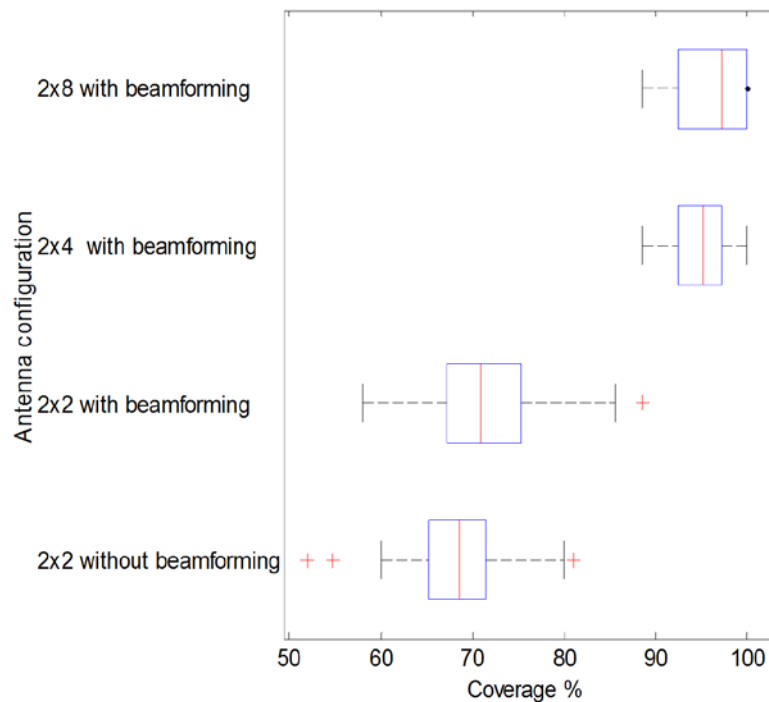 2x8 with beamforming
2x4 with beamforming
2x2 with beamforming
2x2 without beamforming
Antenna configuration
50 60 70 80 90 100
Coverage %